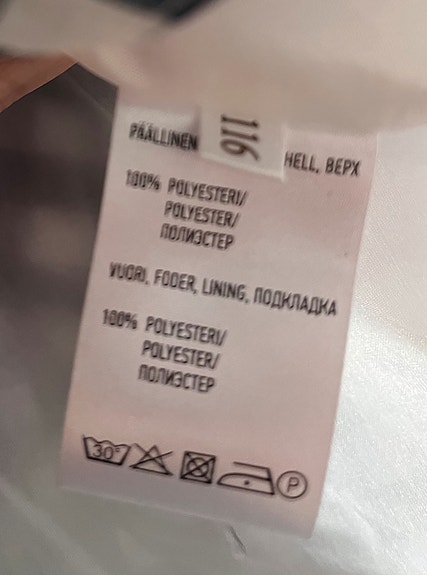 116
PÄÄLLINEN HELL, ВЕРХ
100% POLYESTERI/
POLYESTER/
ПОЛИЭСТЕР
VUORI, FODER, LINING, ПОДКЛАДКА
100% POLYESTERI/
POLYESTER/
ПОЛИЭСТЕР
30°
P